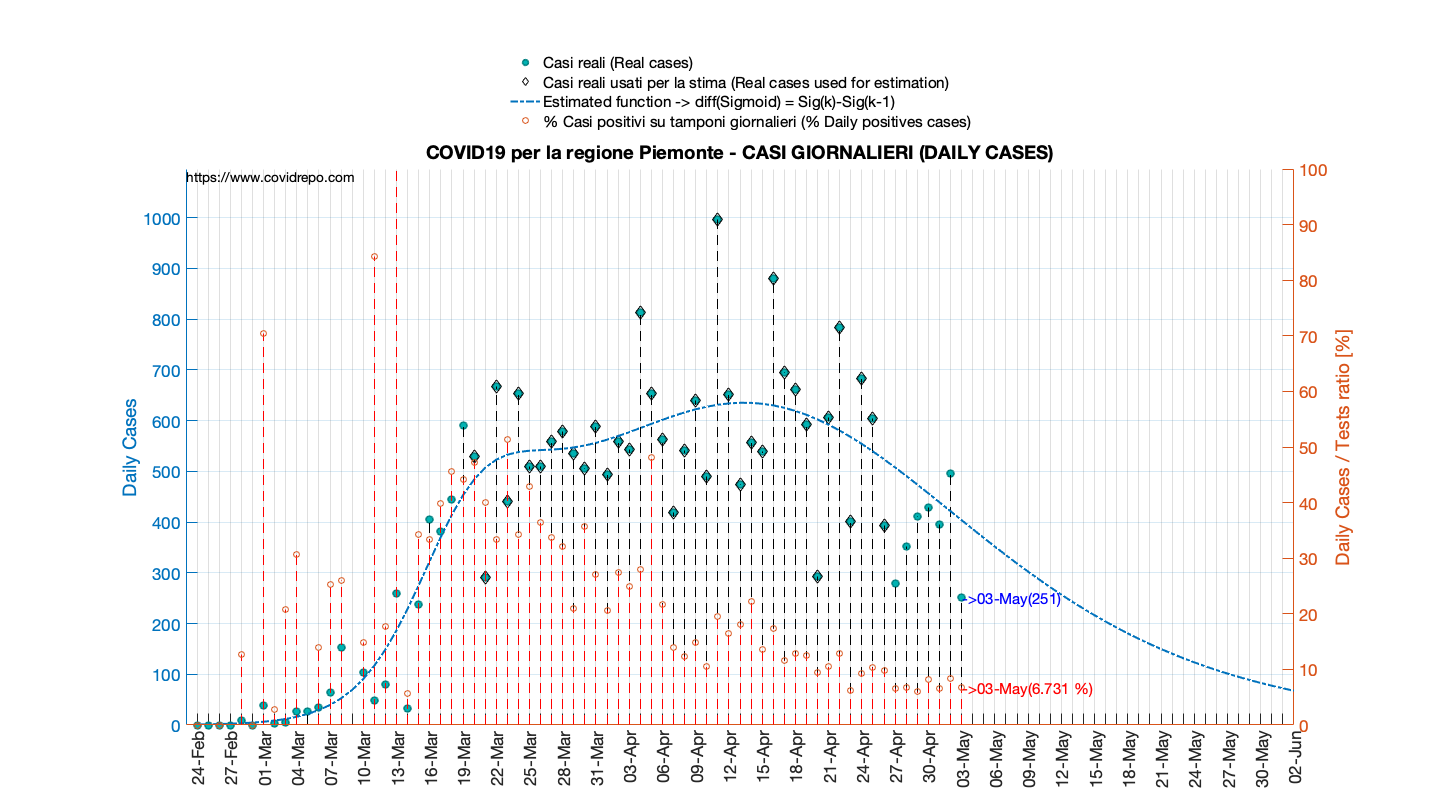 Casi reali (Real cases)
Casi reali usati per la stima (Real cases used for estimation)
Estimated function -> diff(Sigmoid) = Sig(k)-Sig(k-1)
% Casi positivi su tamponi giornalieri (% Daily positives cases)
COVID19 per la regione Piemonte - CASI GIORNALIERI (DAILY CASES)
https://www.covidrepo.com
Daily Cases
1000
900
800
700
600
500
400
300
200
100
0
100
90
80
70
60
50
40
30
20
10
0
Daily Cases / Tests ratio [%]
->03-May(251)
->03-May(6.731 %)
24-Feb
27-Feb
01-Mar
04-Mar
07-Mar
10-Mar
13-Mar
16-Mar
19-Mar
22-Mar
25-Mar
28-Mar
31-Mar
03-Apr
06-Apr
09-Apr
12-Apr
15-Apr
18-Apr
21-Apr
24-Apr
27-Apr
30-Apr
03-May
06-May
09-May
12-May
15-May
18-May
21-May
24-May
27-May
30-May
02-Jun